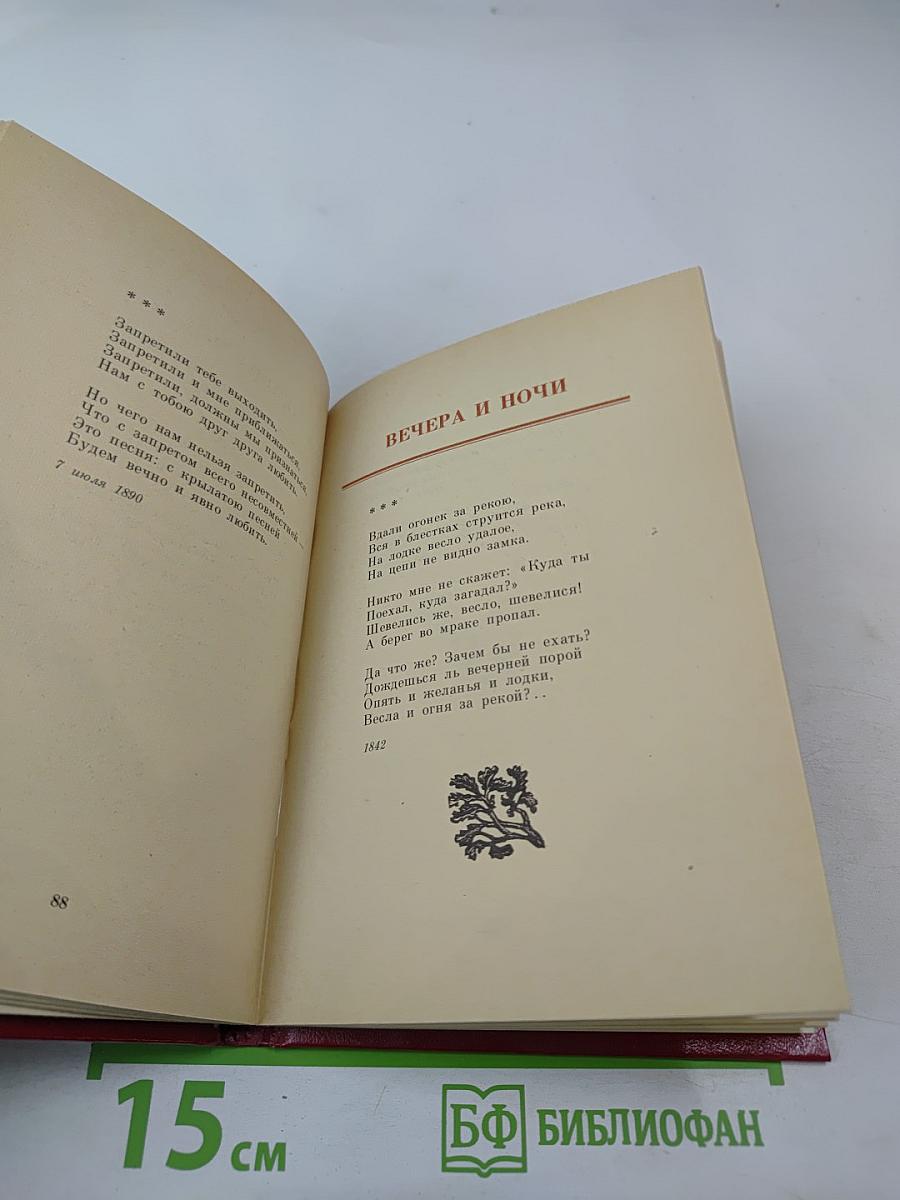 * * *
Запретили тебе выходить,
Запретили и мне приближаться,
Запретили, должны мы признаться,
Нам с тобою друг друга любить.
Но чего нам нельзя запретить,
Что с запретом всего несовместней —
Это песня: с крылатою песней
Будем вечно и явно любить.
7 июля 1890
88
ВЕЧЕРА И НОЧИ
* * *
Вдали огонек за рекою,
Вся в блестках струится река,
На лодке весло удалое,
На цепи не видно замка.
Никто мне не скажет: «Куда ты
Поехал, куда загадал?»
Шевелись же, весло, шевелися!
А берег во мраке пропал.
Да что же? Зачем бы не ехать?
Дождешься ль вечерней порой
Опять и желанья и лодки,
Весла и огня за рекой?..
1842
15 см
БФ БИБЛИОФАН